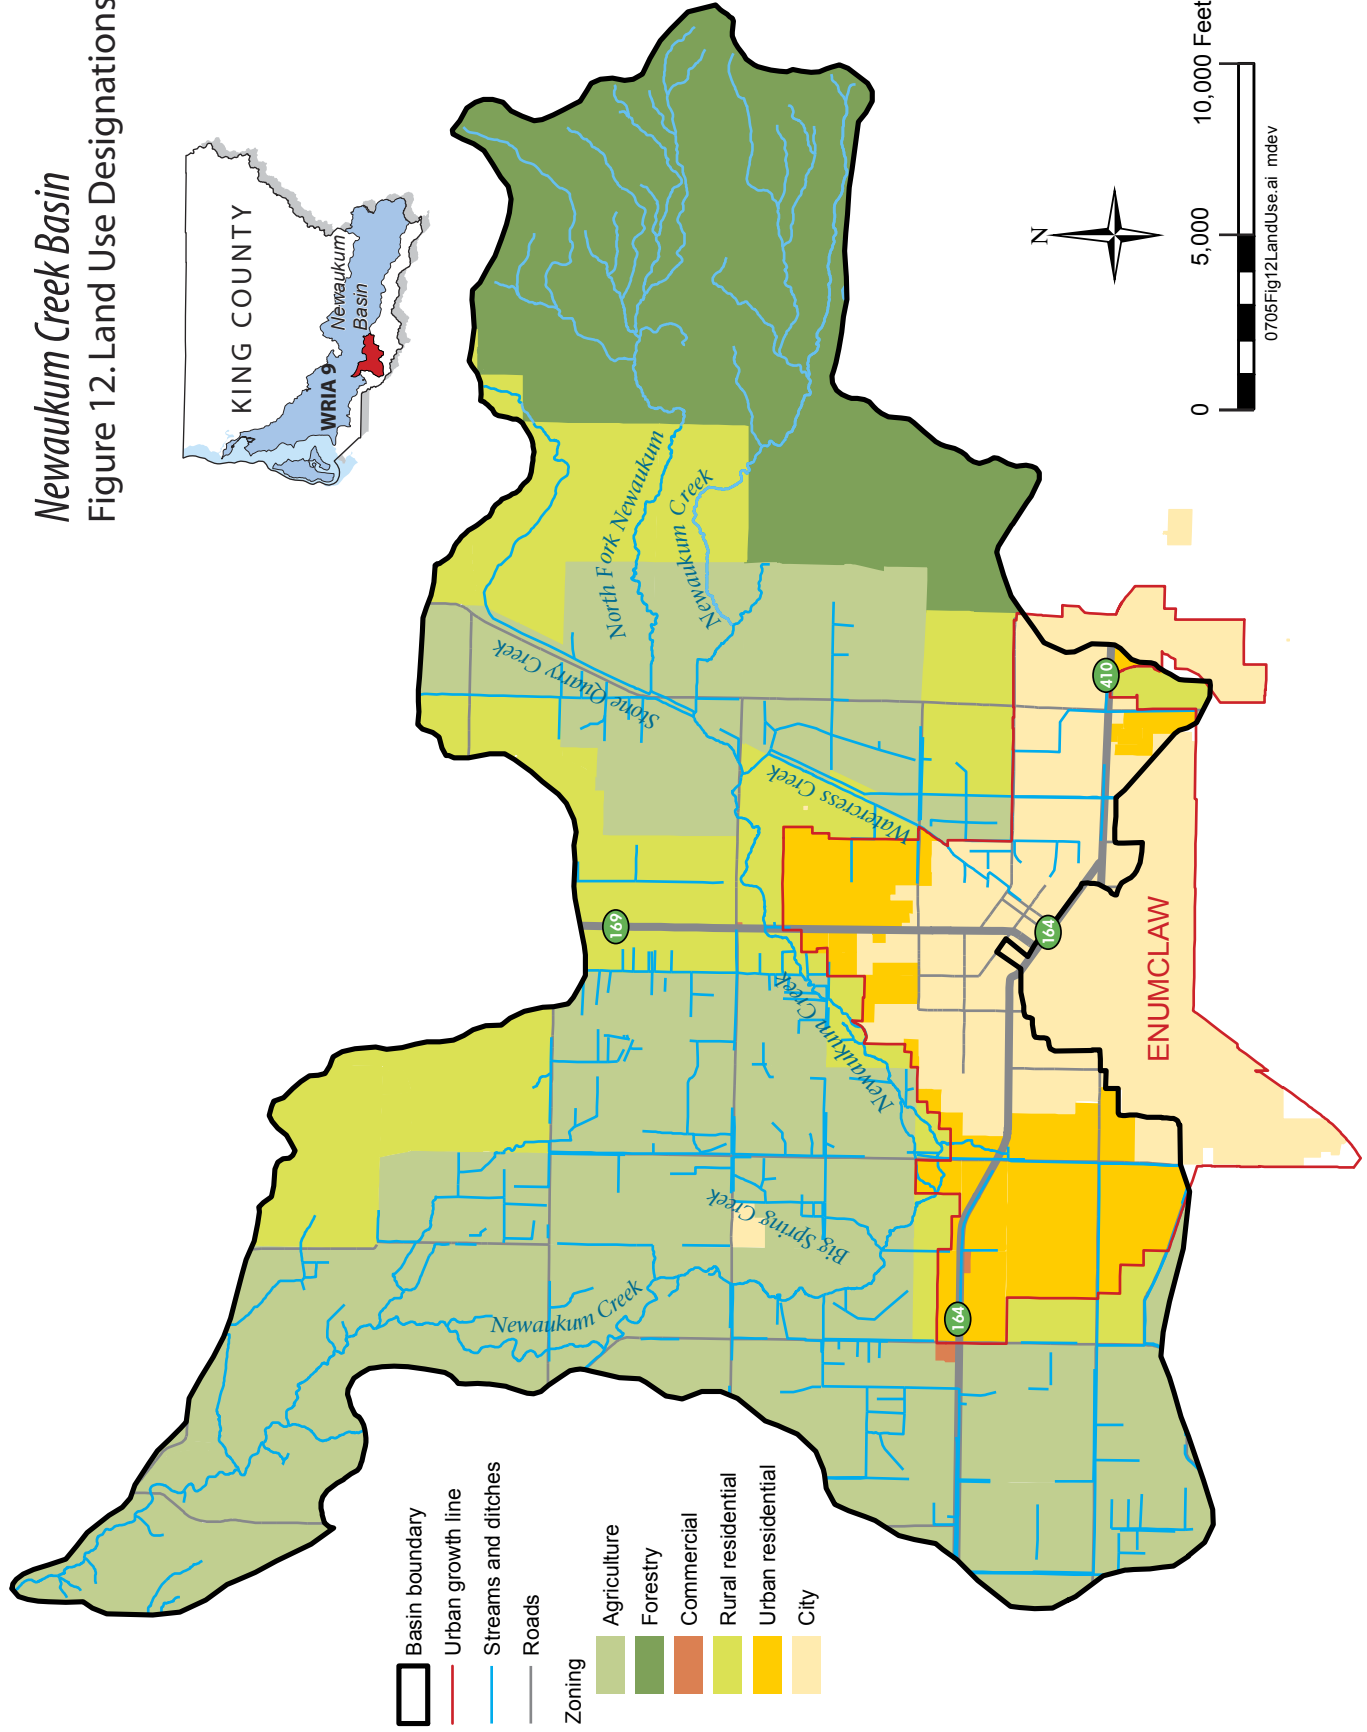 Newaukum Creek Basin
Figure 12. Land Use Designations
KING COUNTY
WRIA 9
Newaukum
Basin
North Fork Newaukum
Newaukum Creek
Stone Quarry Creek
Watercress Creek
169
Newaukum Creek
Big Spring Creek
Newaukum Creek
410
164
164
ENUMCLAW
N
0
5,000
10,000 Feet
0705Fig12LandUse.ai mdev
Basin boundary
Urban growth line
Streams and ditches
Roads
Zoning
Agriculture
Forestry
Commercial
Rural residential
Urban residential
City